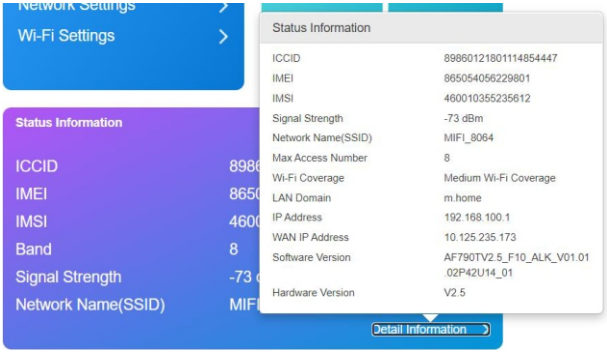 Network Settings
Wi-Fi Settings
Status Information
ICCID 89860121801114854447
IMEI 865054056229801
IMSI 460010355235612
Signal Strength -73 dBm
Network Name(SSID) MIFI_8064
Max Access Number 8
Wi-Fi Coverage Medium Wi-Fi Coverage
LAN Domain m.home
IP Address 192.168.100.1
WAN IP Address 10.125.235.173
Software Version AF790TV2.5_F10_ALK_V01.01
.02P42U14_01
Hardware Version V2.5
Status Information
ICCID 8986
IMEI 8650
IMSI 4600
Band 8
Signal Strength -73
Network Name(SSID) MIFI
Detail Information